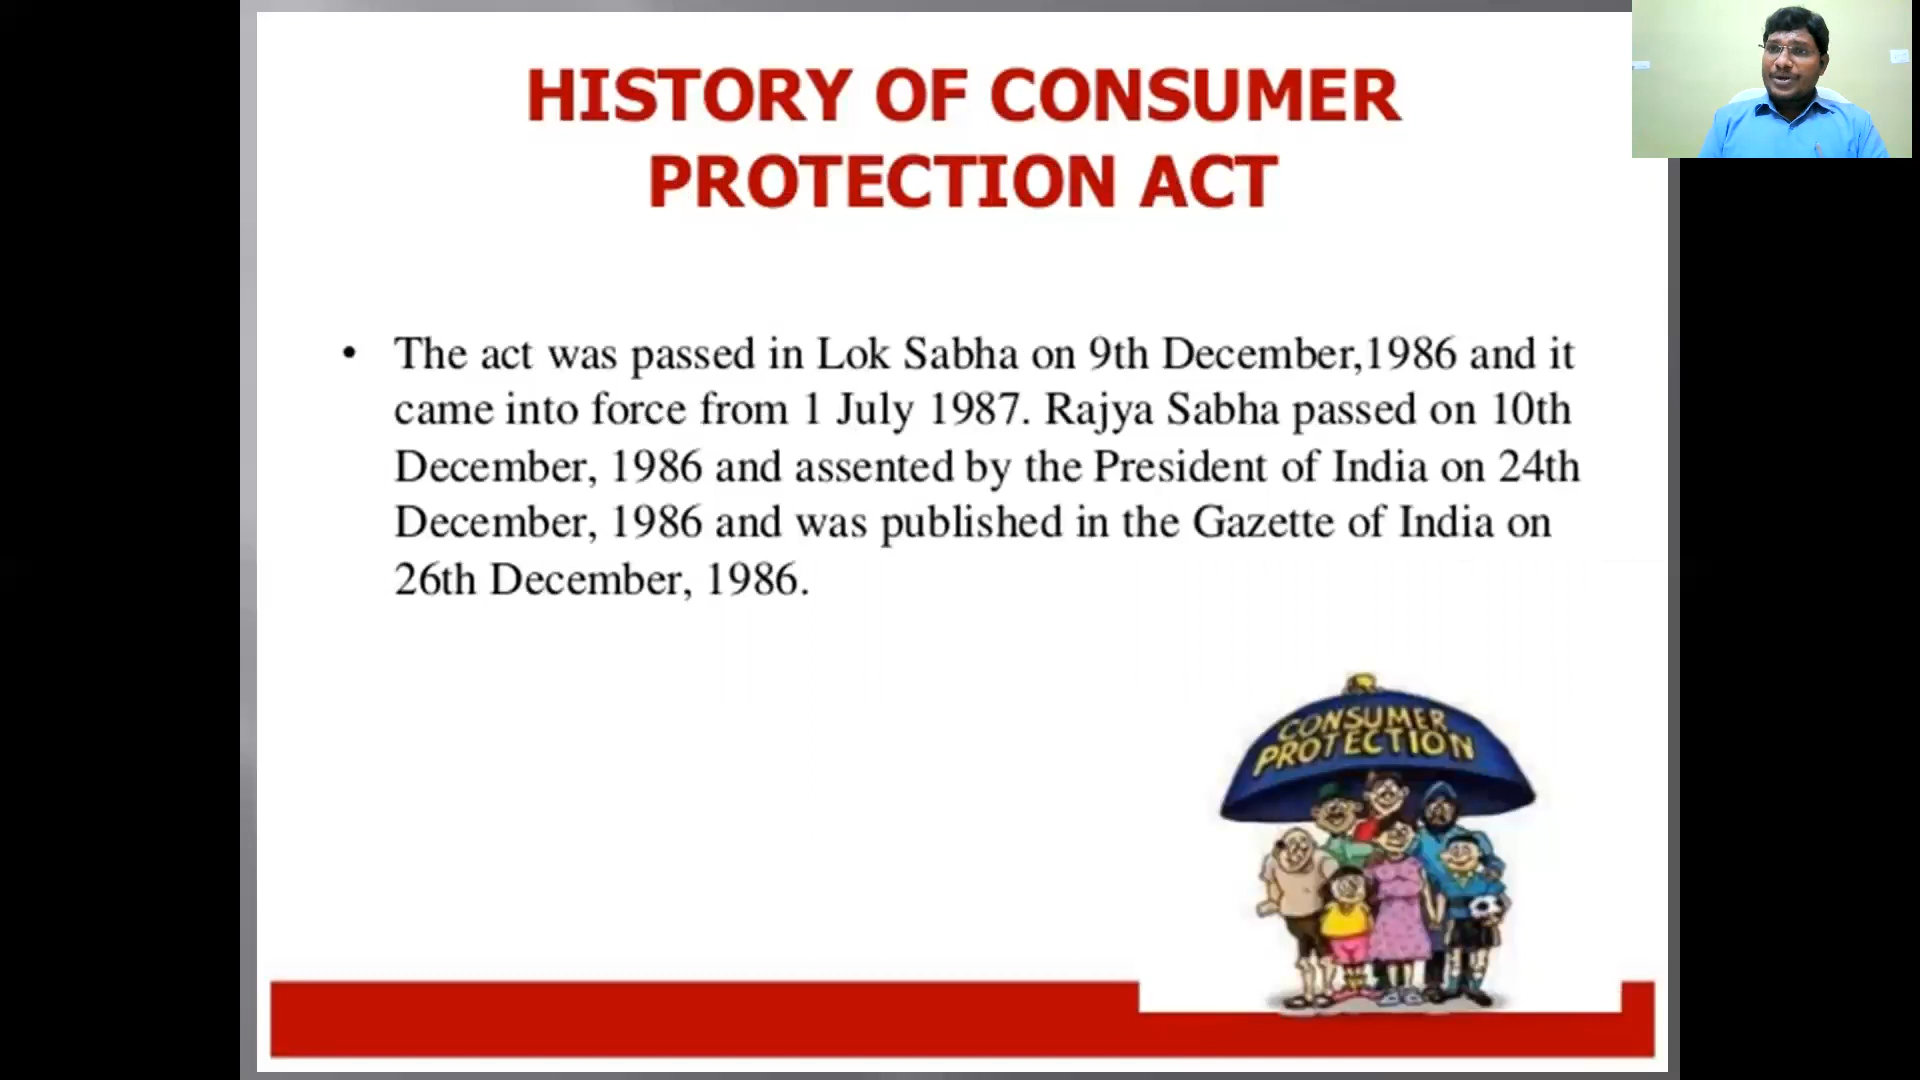 HISTORY OF CONSUMER
PROTECTION ACT
• The act was passed in Lok Sabha on 9th December,1986 and it
came into force from 1 July 1987. Rajya Sabha passed on 10th
December, 1986 and assented by the President of India on 24th
December, 1986 and was published in the Gazette of India on
26th December, 1986.
CONSUMER
PROTECTION